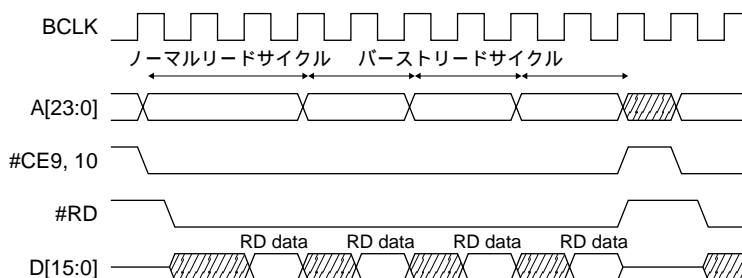 BCLK
ノーマルリードサイクル バーストリードサイクル
A[23:0]
#CE9, 10
#RD
RD data RD data RD data RD data
D[15:0]